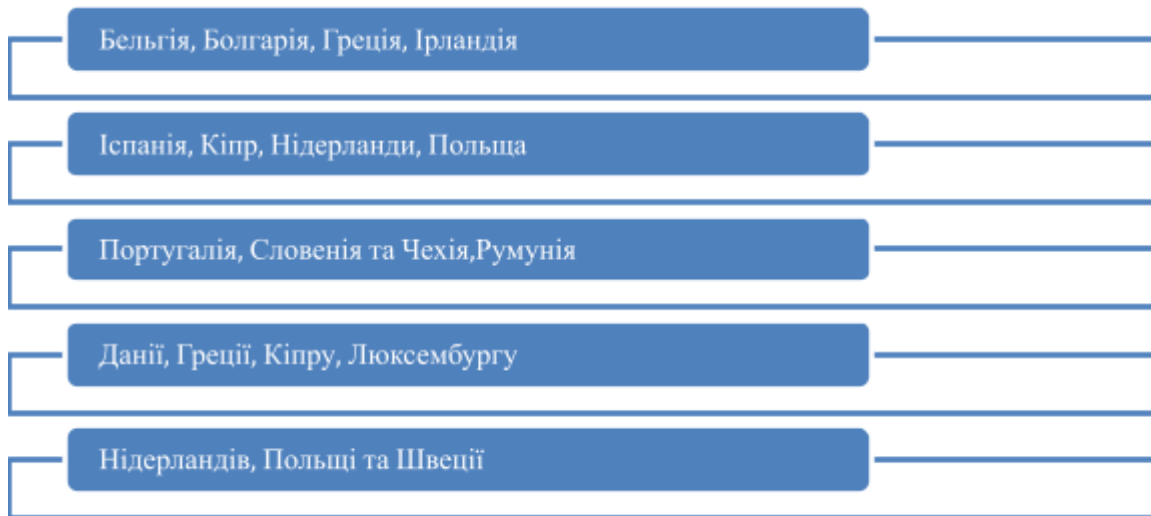 Бельгія, Болгарія, Греція, Ірландія
Іспанія, Кіпр, Нідерланди, Польща
Португалія, Словенія та Чехія,Румунія
Данії, Греції, Кіпру, Люксембургу
Нідерландів, Польщі та Швеції